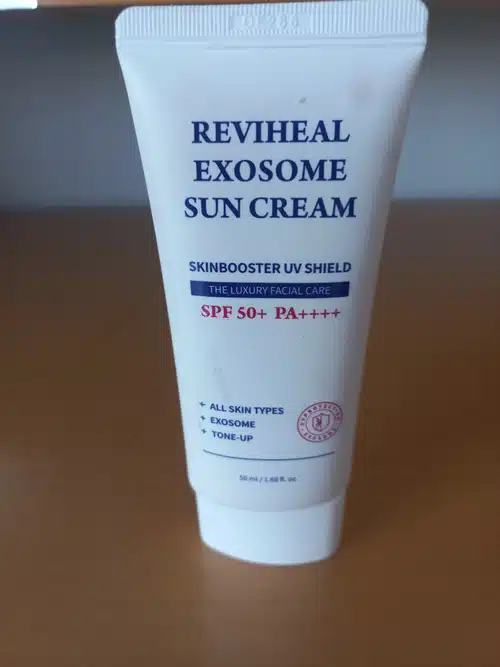 REVIHEAL
EXOSOME
SUN CREAM
SKINBOOSTER UV SHIELD
THE LUXURY FACIAL CARE
SPF 50+ PA++++
+ ALL SKIN TYPES
+ EXOSOME
+ TONE-UP
50 ml / 1.68 fl. oz